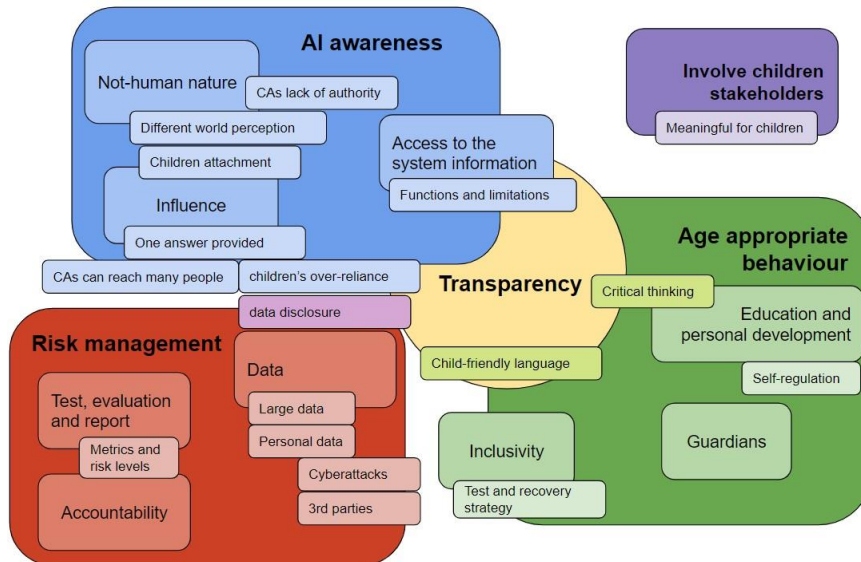 AI awareness
Not-human nature
CAs lack of authority
Different world perception
Children attachment
Access to the
system information
Functions and limitations
Influence
One answer provided
CAs can reach many people
children's over-reliance
data disclosure
Involve children
stakeholders
Meaningful for children
Transparency
Critical thinking
Child-friendly language
Age appropriate
behaviour
Education and
personal development
Self-regulation
Inclusivity
Test and recovery
strategy
Guardians
Risk management
Data
Large data
Personal data
Cyberattacks
3rd parties
Test, evaluation
and report
Metrics and
risk levels
Accountability